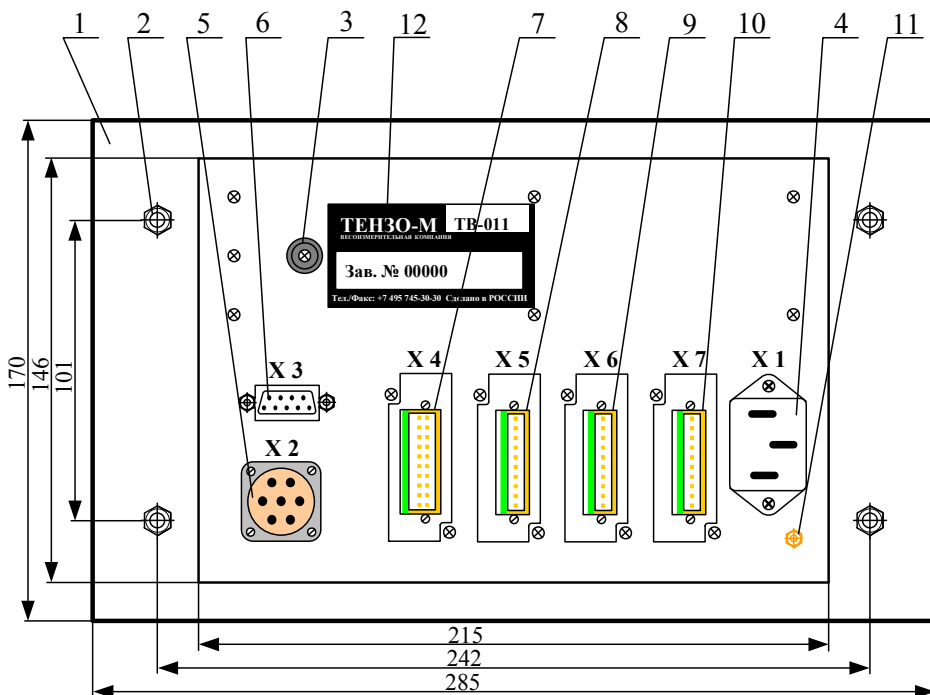 1 2 5 6 3 12 7 8 9 10 4 11
ТЕНЗО-М ТВ-011
ВЕСОИЗМЕРИТЕЛЬНАЯ КОМПАНИЯ
Зав. № 00000
Тел./Факс: +7 495 745-30-30 Сделано в РОССИИ
170
146
101
X 3
X 4
X 5
X 6
X 7
X 1
X 2
215
242
285